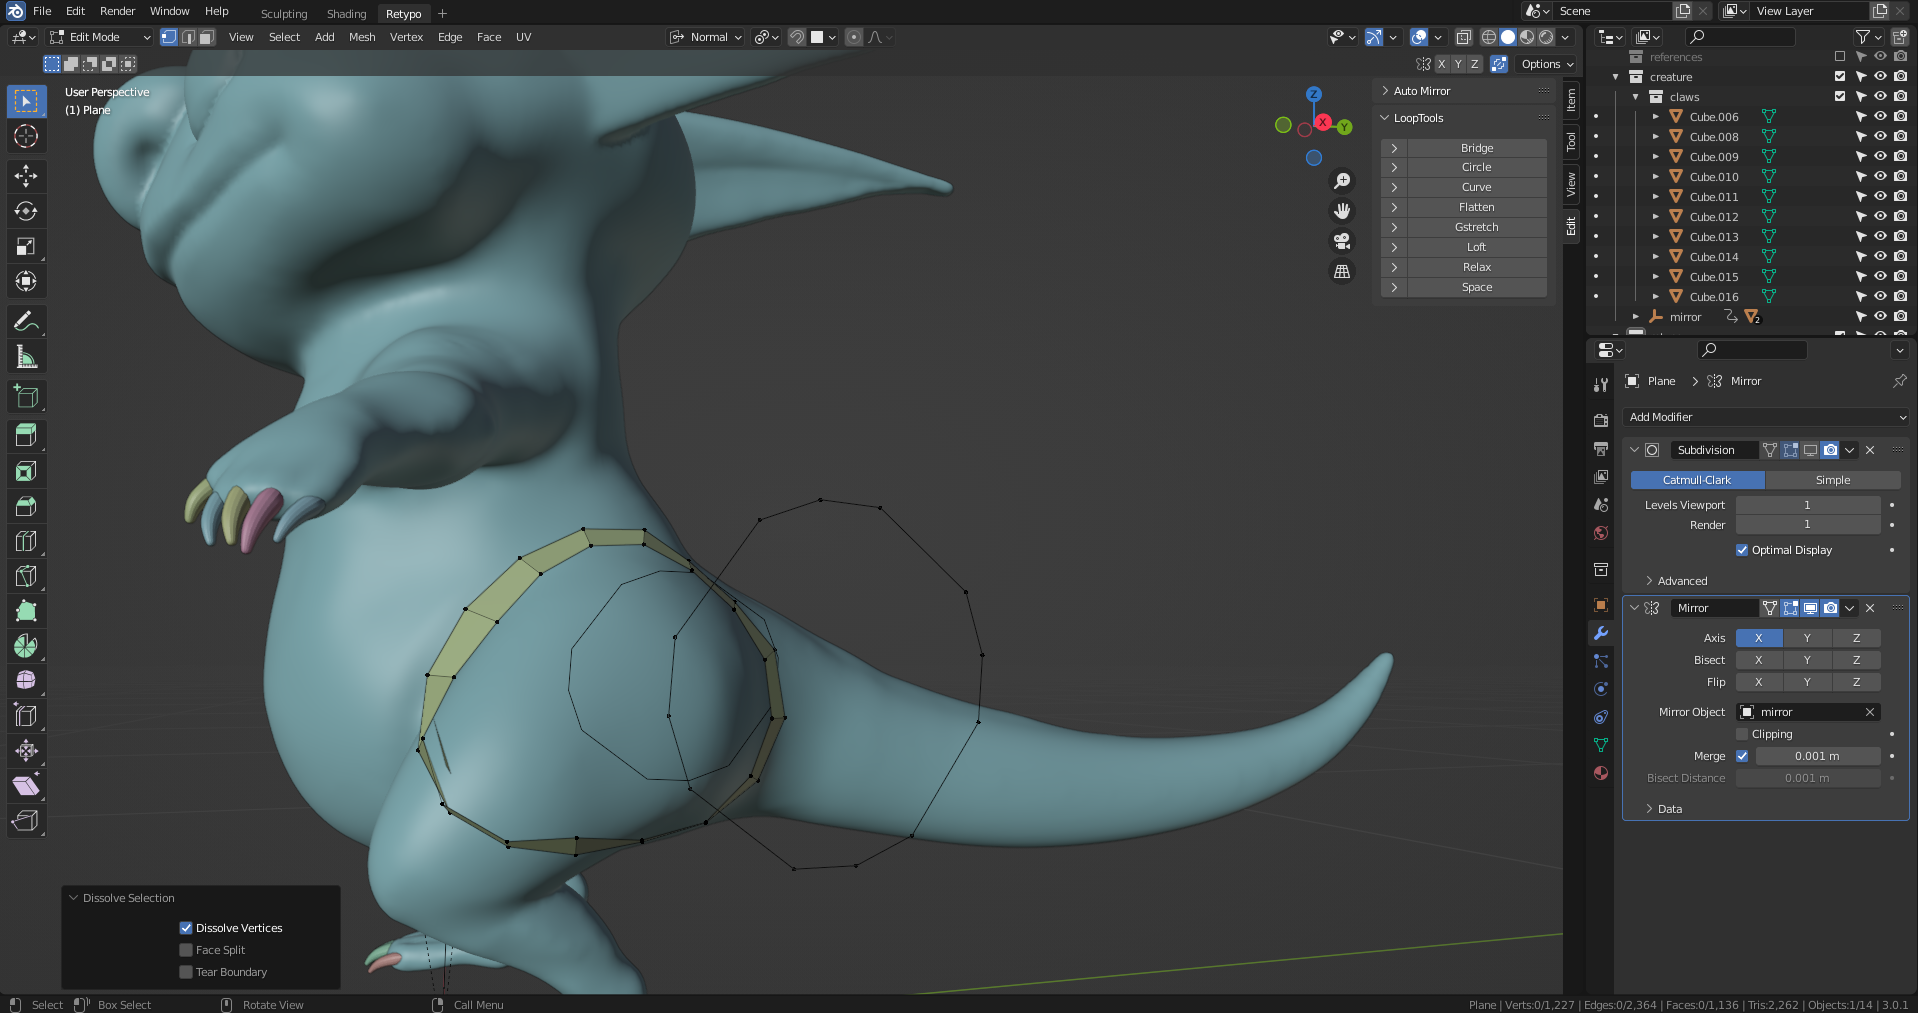 File Edit Render Window Help Sculpting Shading Retypo + Scene View Layer
Edit Mode View Select Add Mesh Vertex Edge Face UV Normal
X Y Z Options
User Perspective
(1) Plane
Z
X
Y
Auto Mirror
LoopTools
Bridge
Circle
Curve
Flatten
Gstretch
Loft
Relax
Space
Item
Tool
View
Edit
references
creature
claws
Cube.006
Cube.008
Cube.009
Cube.010
Cube.011
Cube.012
Cube.013
Cube.014
Cube.015
Cube.016
mirror 2
Plane > Mirror
Add Modifier
Subdivision
Catmull-Clark Simple
Levels Viewport 1
Render 1
Optimal Display
Advanced
Mirror
Axis X Y Z
Bisect X Y Z
Flip X Y Z
Mirror Object mirror
Clipping
Merge 0.001 m
Bisect Distance 0.001 m
Data
Dissolve Selection
Dissolve Vertices
Face Split
Tear Boundary
Select Box Select Rotate View Call Menu Plane | Verts:0/1,227 | Edges:0/2,364 | Faces:0/1,136 | Tris:2,262 | Objects:1/14 | 3.0.1